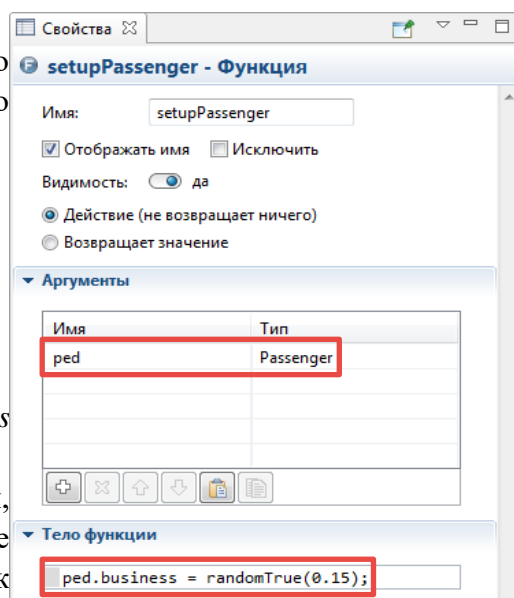 Свойства
setupPassenger - Функция
Имя: setupPassenger
Отображать имя Исключить
Видимость: да
Действие (не возвращает ничего)
Возвращает значение
Аргументы
Имя Тип
ped Passenger
Тело функции
ped.business = randomTrue(0.15);